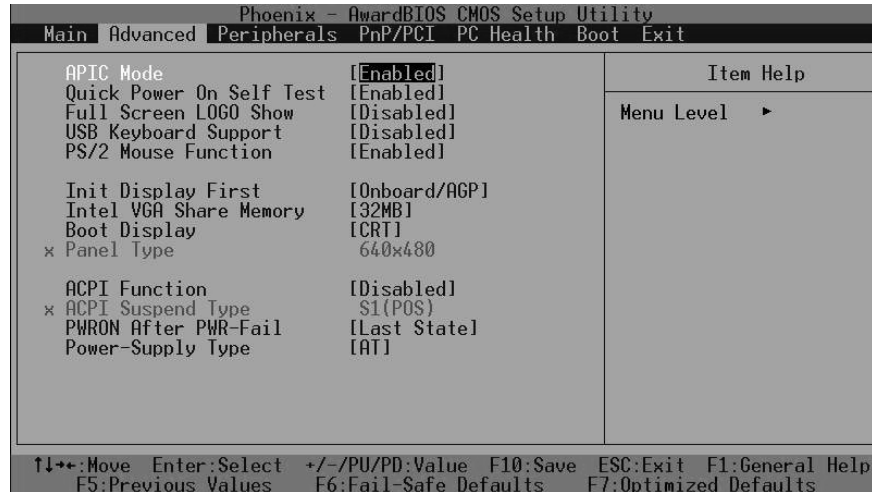 Phoenix - AwardBIOS CMOS Setup Utility
Main Advanced Peripherals PnP/PCI PC Health Boot Exit
APIC Mode [Enabled]
Quick Power On Self Test [Enabled]
Full Screen LOGO Show [Disabled]
USB Keyboard Support [Disabled]
PS/2 Mouse Function [Enabled]
Init Display First [Onboard/AGP]
Intel VGA Share Memory [32MB]
Boot Display [CRT]
x Panel Type 640x480
ACPI Function [Disabled]
x ACPI Suspend Type S1(POS)
PWRON After PWR-Fail [Last State]
Power-Supply Type [AT]
Item Help
Menu Level ►
↑↓→←:Move Enter:Select +/-/PU/PD:Value F10:Save ESC:Exit F1:General Help
F5:Previous Values F6:Fail-Safe Defaults F7:Optimized Defaults